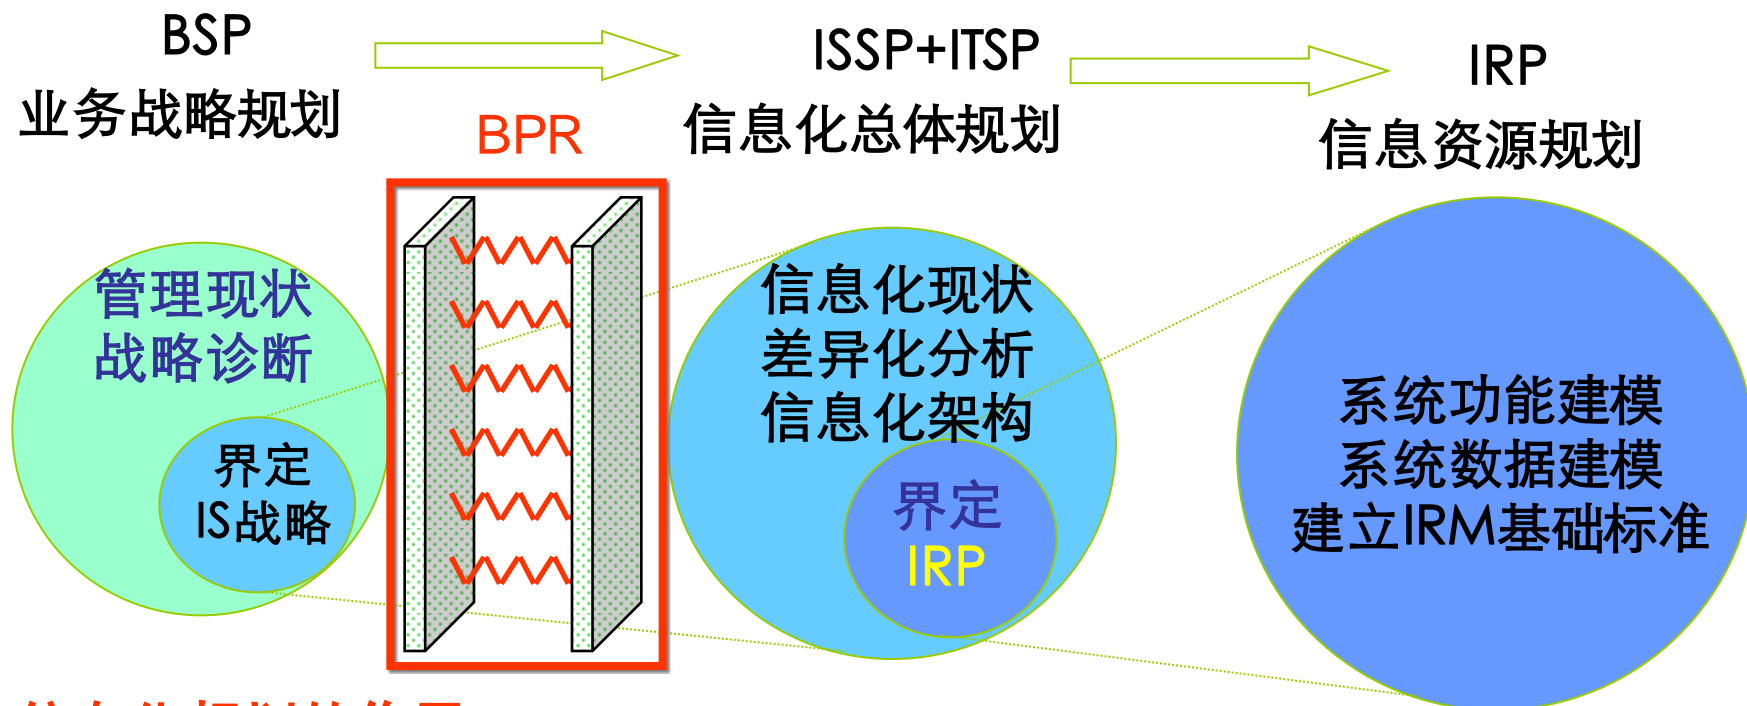 BSP
业务战略规划
BPR
ISSP+ITSP
信息化总体规划
IRP
信息资源规划
管理现状
战略诊断
界定
IS战略
信息化现状
差异化分析
信息化架构
界定
IRP
系统功能建模
系统数据建模
建立IRM基础标准